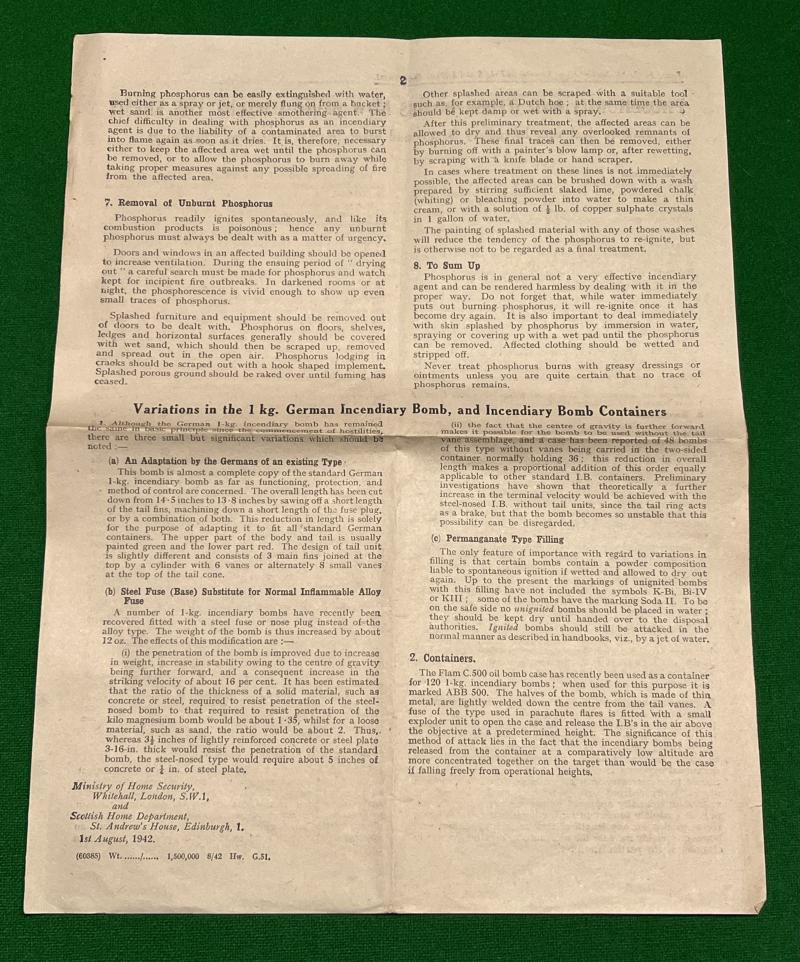 2
Burning phosphorus can be easily extinguished with water,
used either as a spray or jet, or merely flung on from a bucket ;
wet sand is another most effective smothering agent. The
chief difficulty in dealing with phosphorus as an incendiary
agent is due to the liability of a contaminated area to burst
into flame again as soon as it dries. It is, therefore, necessary
either to keep the affected area wet until the phosphorus can
be removed, or to allow the phosphorus to burn away while
taking proper measures against any possible spreading of fire
from the affected area.
7. Removal of Unburnt Phosphorus
Phosphorus readily ignites spontaneously, and like its
combustion products is poisonous ; hence any unburnt
phosphorus must always be dealt with as a matter of urgency.
Doors and windows in an affected building should be opened
to increase ventilation. During the ensuing period of " drying
out " a careful search must be made for phosphorus and watch
kept for incipient fire outbreaks. In darkened rooms or at
night, the phosphorescence is vivid enough to show up even
small traces of phosphorus.
Splashed furniture and equipment should be removed out
of doors to be dealt with. Phosphorus on floors, shelves,
ledges and horizontal surfaces generally should be covered
with wet sand, which should then be scraped up, removed
and spread out in the open air. Phosphorus lodging in
cracks should be scraped out with a hook shaped implement.
Splashed porous ground should be raked over until fuming has
ceased.
Other splashed areas can be scraped with a suitable tool
such as, for example, a Dutch hoe ; at the same time the area
should be kept damp or wet with a spray.
After this preliminary treatment, the affected areas can be
allowed to dry and thus reveal any overlooked remnants of
phosphorus. These final traces can then be removed, either
by burning off with a painter's blow lamp or, after rewetting,
by scraping with a knife blade or hand scraper.
In cases where treatment on these lines is not immediately
possible, the affected areas can be brushed down with a wash
prepared by stirring sufficient slaked lime, powdered chalk
(whiting) or bleaching powder into water to make a thin
cream, or with a solution of ½ lb. of copper sulphate crystals
in 1 gallon of water.
The painting of splashed material with any of those washes
will reduce the tendency of the phosphorus to re-ignite, but
is otherwise not to be regarded as a final treatment.
8. To Sum Up
Phosphorus is in general not a very effective incendiary
agent and can be rendered harmless by dealing with it in the
proper way. Do not forget that, while water immediately
puts out burning phosphorus, it will re-ignite once it has
become dry again. It is also important to deal immediately
with skin splashed by phosphorus by immersion in water,
spraying or covering up with a wet pad until the phosphorus
can be removed. Affected clothing should be wetted and
stripped off.
Never treat phosphorus burns with greasy dressings or
ointments unless you are quite certain that no trace of
phosphorus remains.
Variations in the 1 kg. German Incendiary Bomb, and Incendiary Bomb Containers
1. Although the German 1-kg. incendiary bomb has remained
the same in basic principle since the commencement of hostilities,
there are three small but significant variations which should be
noted :—
(a) An Adaptation by the Germans of an existing Type
This bomb is almost a complete copy of the standard German
1-kg. incendiary bomb as far as functioning, protection, and
method of control are concerned. The overall length has been cut
down from 14·5 inches to 13·8 inches by sawing off a short length
of the tail fins, machining down a short length of the fuse plug,
or by a combination of both. This reduction in length is solely
for the purpose of adapting it to fit all standard German
containers. The upper part of the body and tail is usually
painted green and the lower part red. The design of tail unit
is slightly different and consists of 3 main fins joined at the
top by a cylinder with 6 vanes or alternately 8 small vanes
at the top of the tail cone.
(b) Steel Fuse (Base) Substitute for Normal Inflammable Alloy
Fuse
A number of 1-kg. incendiary bombs have recently been
recovered fitted with a steel fuse or nose plug instead of the
alloy type. The weight of the bomb is thus increased by about
12 oz. The effects of this modification are :—
(i) the penetration of the bomb is improved due to increase
in weight, increase in stability owing to the centre of gravity
being further forward, and a consequent increase in the
striking velocity of about 16 per cent. It has been estimated
that the ratio of the thickness of a solid material, such as
concrete or steel, required to resist penetration of the steel-
nosed bomb to that required to resist penetration of the
kilo magnesium bomb would be about 1·35, whilst for a loose
material, such as sand, the ratio would be about 2. Thus,
whereas 3½ inches of lightly reinforced concrete or steel plate
3-16-in. thick would resist the penetration of the standard
bomb, the steel-nosed type would require about 5 inches of
concrete or ¼ in. of steel plate.
(ii) the fact that the centre of gravity is further forward
makes it possible for the bomb to be used without the tail
vane assemblage, and a case has been reported of 48 bombs
of this type without vanes being carried in the two-sided
container normally holding 36 ; this reduction in overall
length makes a proportional addition of this order equally
applicable to other standard I.B. containers. Preliminary
investigations have shown that theoretically a further
increase in the terminal velocity would be achieved with the
steel-nosed I.B. without tail units, since the tail ring acts
as a brake, but that the bomb becomes so unstable that this
possibility can be disregarded.
(c) Permanganate Type Filling
The only feature of importance with regard to variations in
filling is that certain bombs contain a powder composition
liable to spontaneous ignition if wetted and allowed to dry out
again. Up to the present the markings of unignited bombs
with this filling have not included the symbols K-Bi, Bi-IV
or KIII ; some of the bombs have the marking Soda II. To be
on the safe side no unignited bombs should be placed in water ;
they should be kept dry until handed over to the disposal
authorities. Ignited bombs should still be attacked in the
normal manner as described in handbooks, viz., by a jet of water.
2. Containers.
The Flam C.500 oil bomb case has recently been used as a container
for 120 1-kg. incendiary bombs ; when used for this purpose it is
marked ABB 500. The halves of the bomb, which is made of thin
metal, are lightly welded down the centre from the tail vanes. A
fuse of the type used in parachute flares is fitted with a small
exploder unit to open the case and release the I.B's in the air above
the objective at a predetermined height. The significance of this
method of attack lies in the fact that the incendiary bombs being
released from the container at a comparatively low altitude are
more concentrated together on the target than would be the case
if falling freely from operational heights.
Ministry of Home Security,
Whitehall, London, S.W.1,
and
Scottish Home Department,
St. Andrew's House, Edinburgh, 1.
1st August, 1942.
(60385) Wt....../..... 1,500,000 8/42 Hw. G.51.